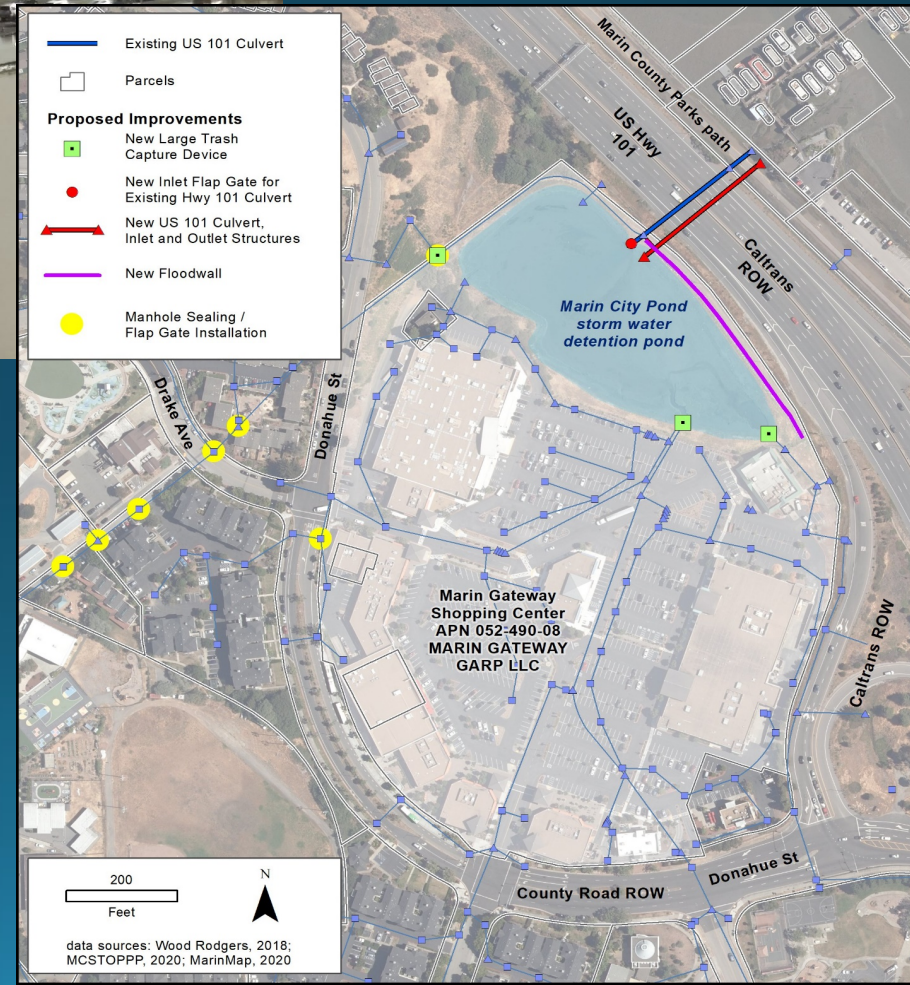 Existing US 101 Culvert
Parcels
Proposed Improvements
New Large Trash
Capture Device
New Inlet Flap Gate for
Existing Hwy 101 Culvert
New US 101 Culvert,
Inlet and Outlet Structures
New Floodwall
Manhole Sealing /
Flap Gate Installation
Marin County Parks path
US Hwy
101
Caltrans
ROW
Marin City Pond
storm water
detention pond
Drake Ave
Donahue St
Marin Gateway
Shopping Center
APN 052-490-08
MARIN GATEWAY
GARP LLC
Caltrans ROW
Donahue St
County Road ROW
200
Feet
N
data sources: Wood Rodgers, 2018;
MCSTOPPP, 2020; MarinMap, 2020